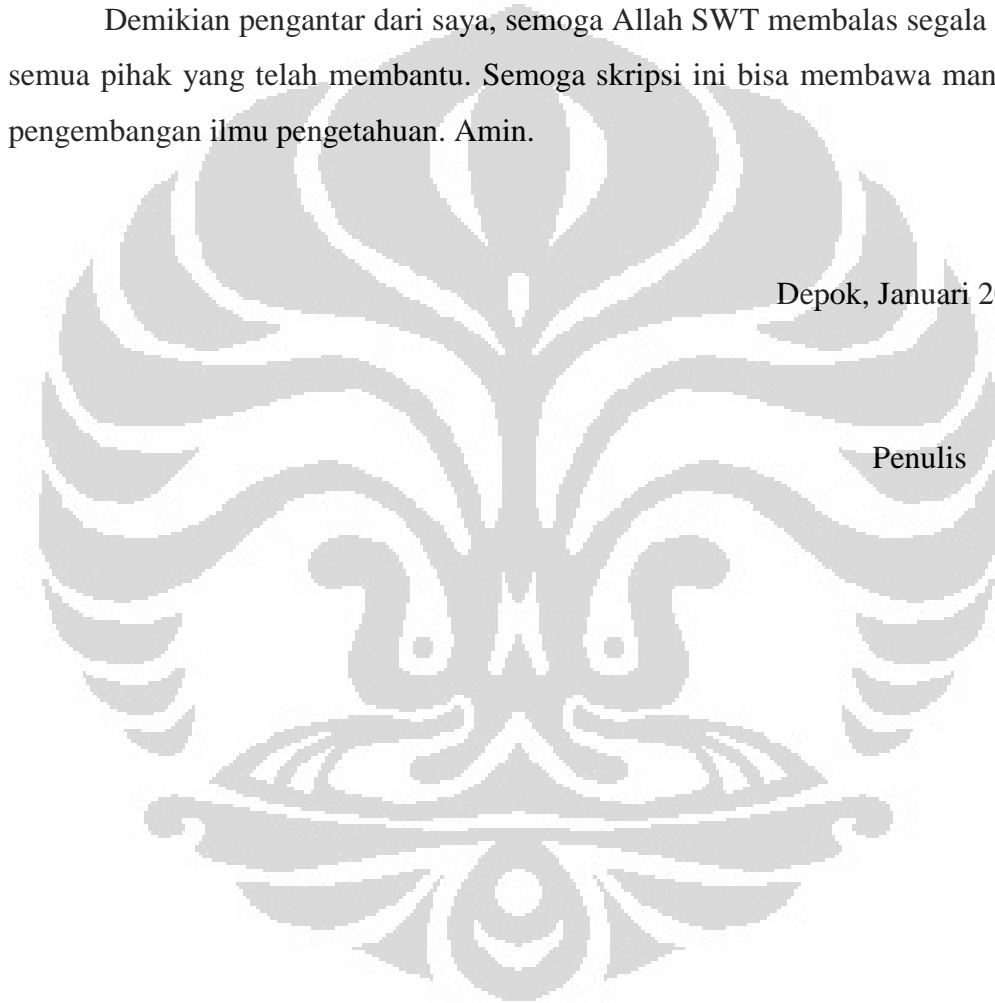 Demikian pengantar dari saya, semoga Allah SWT membalas segala
semua pihak yang telah membantu. Semoga skripsi ini bisa membawa
pengembangan ilmu pengetahuan. Amin.
Depok, Januari
Penulis